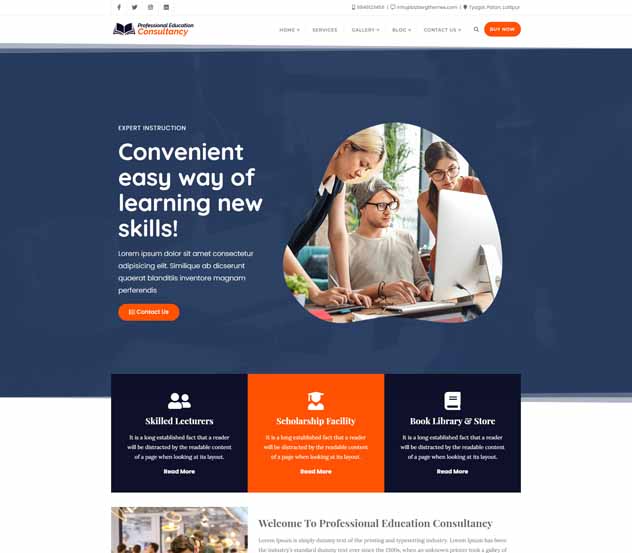 9849123459 | info@bizbergthemes.com | Tyagal, Patan, Lalitpur
Professional Education
Consultancy
HOME SERVICES GALLERY BLOG CONTACT US BUY NOW
EXPERT INSTRUCTION
Convenient
easy way of
learning new
skills!
Lorem ipsum dolor sit amet consectetur
adipisicing elit. Similique ab dicserunt
quaerat blanditiis inventore magnam
perferendis
Contact Us
Skilled Lecturers
It is a long established fact that a reader
will be distracted by the readable content
of a page when looking at its layout.
Read More
Scholarship Facility
It is a long established fact that a reader
will be distracted by the readable content
of a page when looking at its layout.
Read More
Book Library & Store
It is a long established fact that a reader
will be distracted by the readable content
of a page when looking at its layout.
Read More
Welcome To Professional Education Consultancy
Lorem Ipsum is simply dummy text of the printing and typesetting industry. Lorem Ipsum has been
the industry's standard dummy text ever since the 1500s, when an unknown printer took a galley of